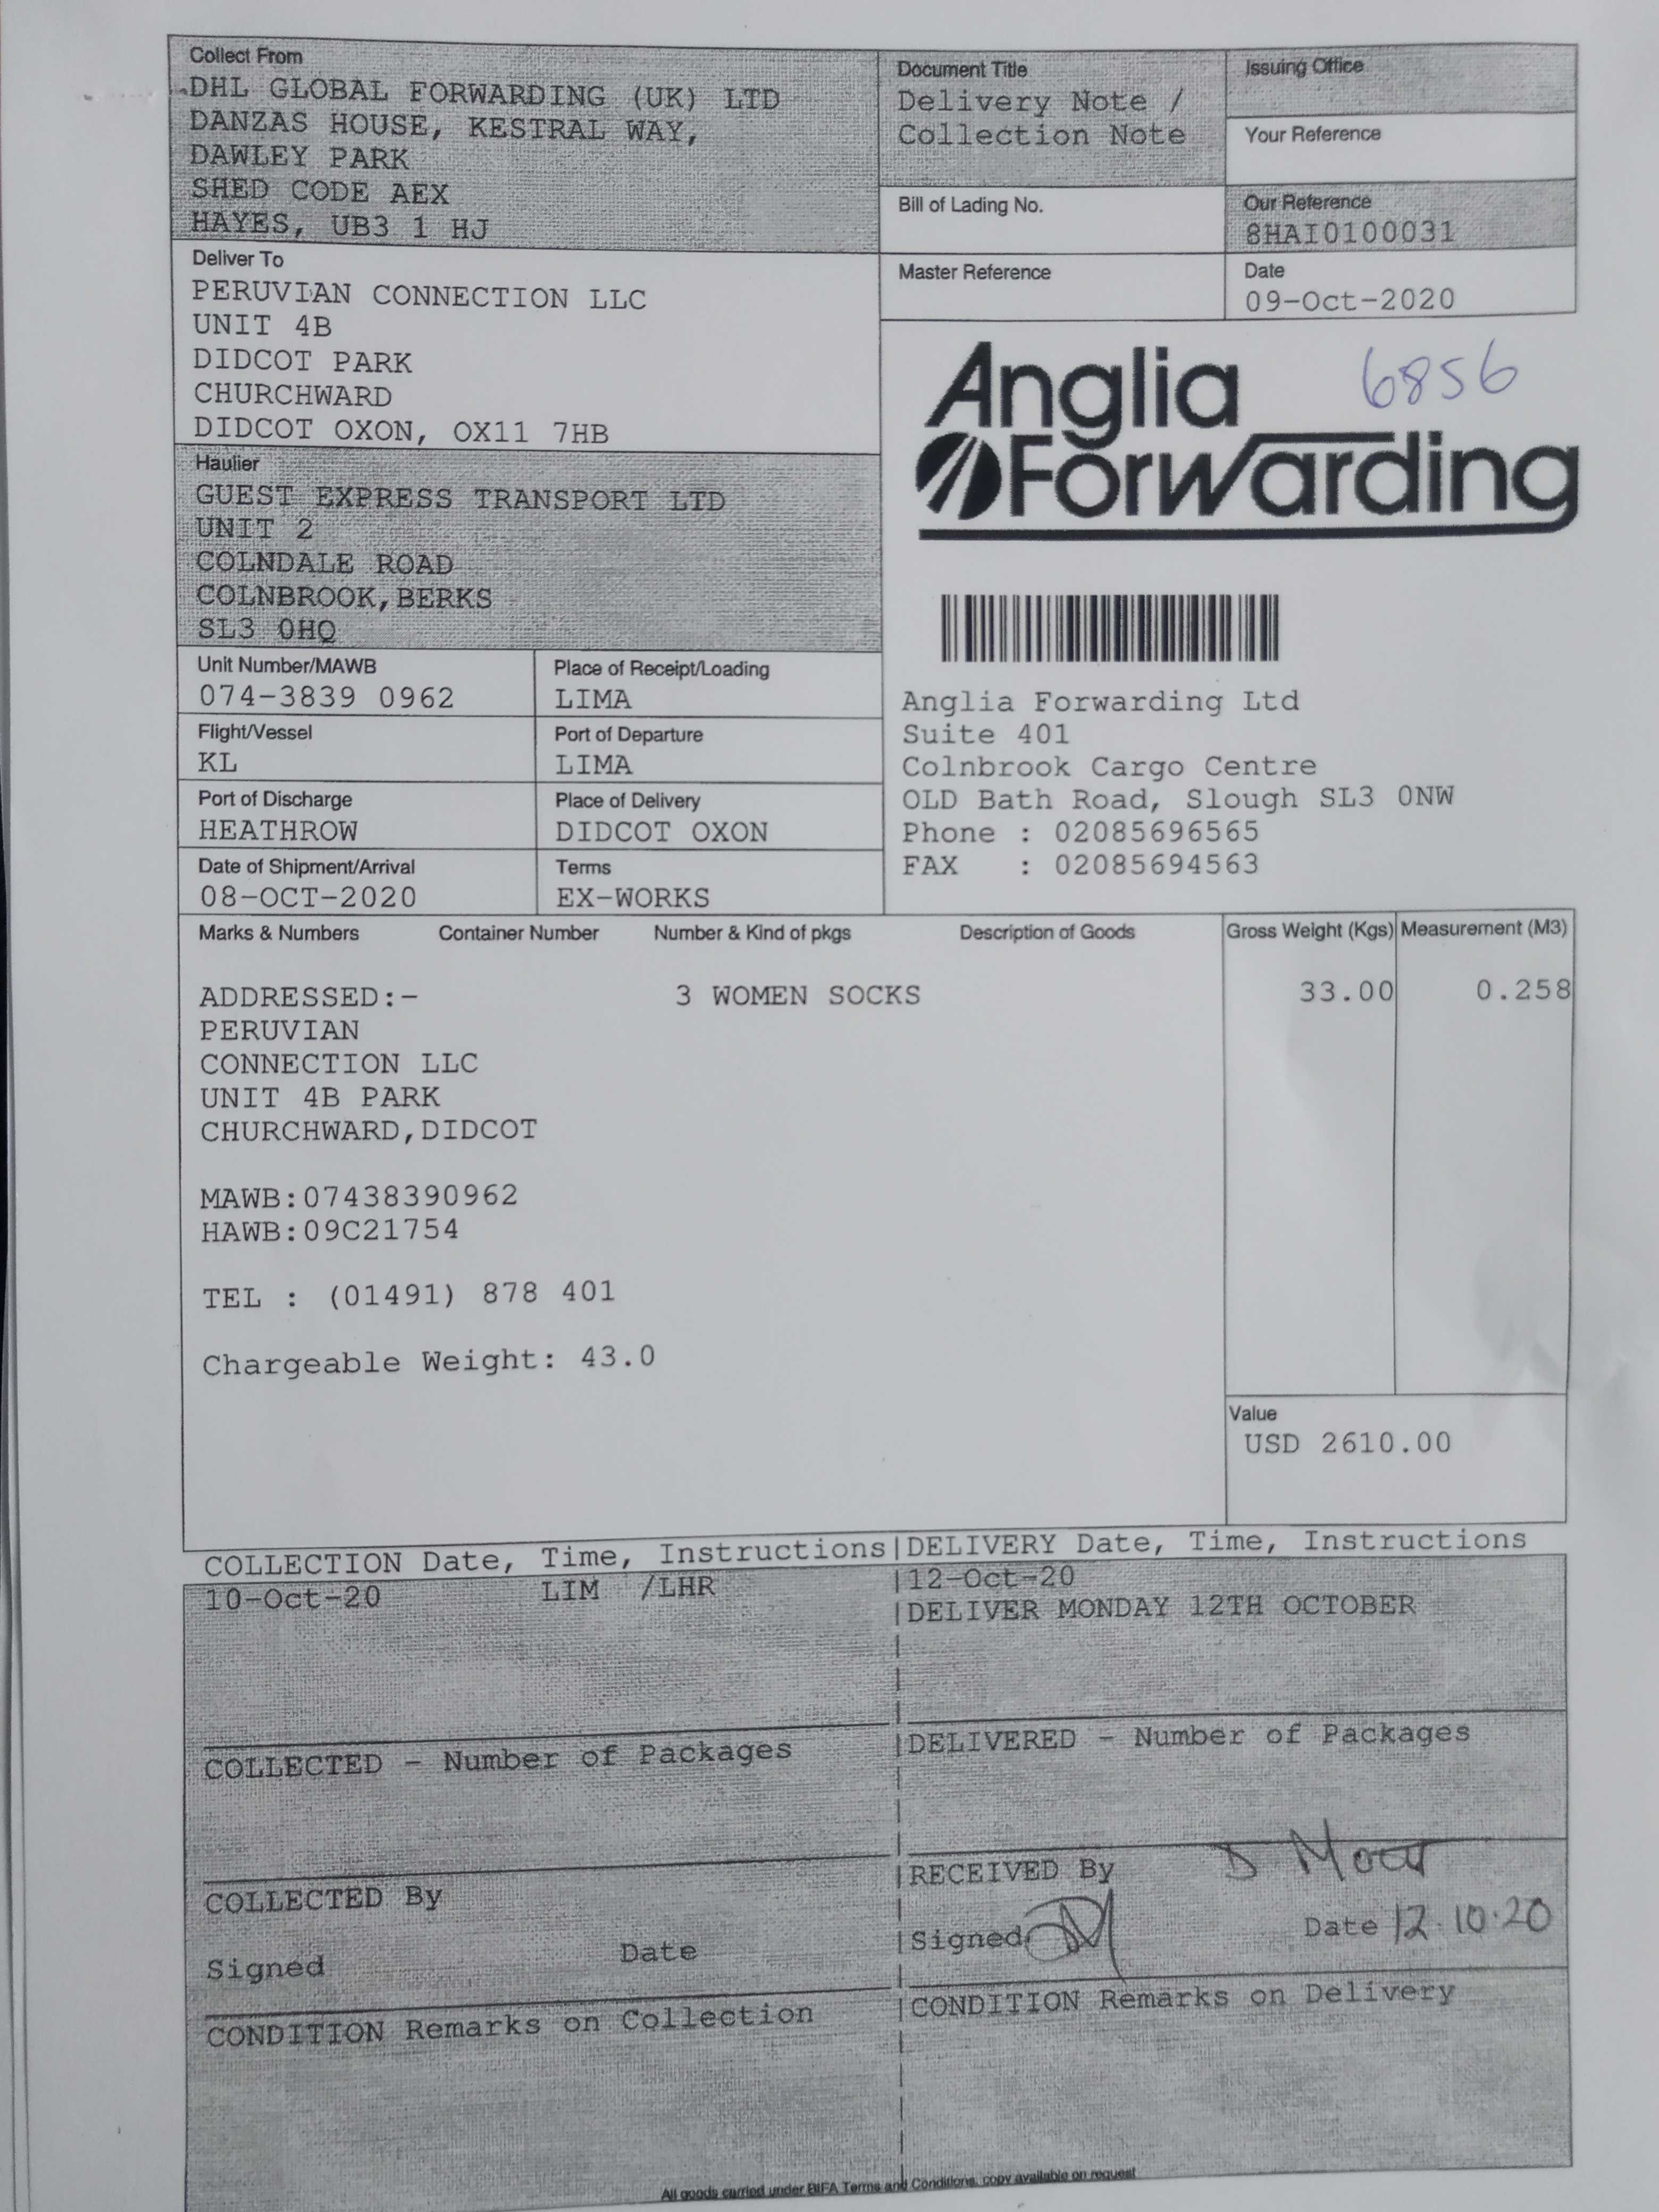 Collect From
DHL GLOBAL FORWARDING (UK) LTD
DANZAS HOUSE, KESTRAL WAY,
DAWLEY PARK
SHED CODE AEX
HAYES, UB3 1 HJ
Document Title
Delivery Note /
Collection Note
Issuing Office
Your Reference
Bill of Lading No.
Our Reference
8HAI0100031
Master Reference
Date
09-Oct-2020
Deliver To
PERUVIAN CONNECTION LLC
UNIT 4B
DIDCOT PARK
CHURCHWARD
DIDCOT OXON, OX11 7HB
6856
Anglia
Forwarding
Haulier
GUEST EXPRESS TRANSPORT LTD
UNIT 2
COLNDALE ROAD
COLNBROOK,BERKS
SL3 0HQ
Unit Number/MAWB
074-3839 0962
Place of Receipt/Loading
LIMA
Flight/Vessel
KL
Port of Departure
LIMA
Port of Discharge
HEATHROW
Place of Delivery
DIDCOT OXON
Date of Shipment/Arrival
08-OCT-2020
Terms
EX-WORKS
Anglia Forwarding Ltd
Suite 401
Colnbrook Cargo Centre
OLD Bath Road, Slough SL3 0NW
Phone : 02085696565
FAX : 02085694563
Marks & Numbers Container Number Number & Kind of pkgs Description of Goods Gross Weight (Kgs) Measurement (M3)
ADDRESSED:- 3 WOMEN SOCKS 33.00 0.258
PERUVIAN
CONNECTION LLC
UNIT 4B PARK
CHURCHWARD,DIDCOT
MAWB:07438390962
HAWB:09C21754
TEL : (01491) 878 401
Chargeable Weight: 43.0
Value
USD 2610.00
COLLECTION Date, Time, Instructions|DELIVERY Date, Time, Instructions
10-Oct-20 LIM /LHR |12-Oct-20
|DELIVER MONDAY 12TH OCTOBER
COLLECTED - Number of Packages |DELIVERED - Number of Packages
COLLECTED By |RECEIVED By D
Signed Date |Signed Date 12.10.20
CONDITION Remarks on Collection |CONDITION Remarks on Delivery
All goods carried under BIFA Terms and Conditions, copy available on request